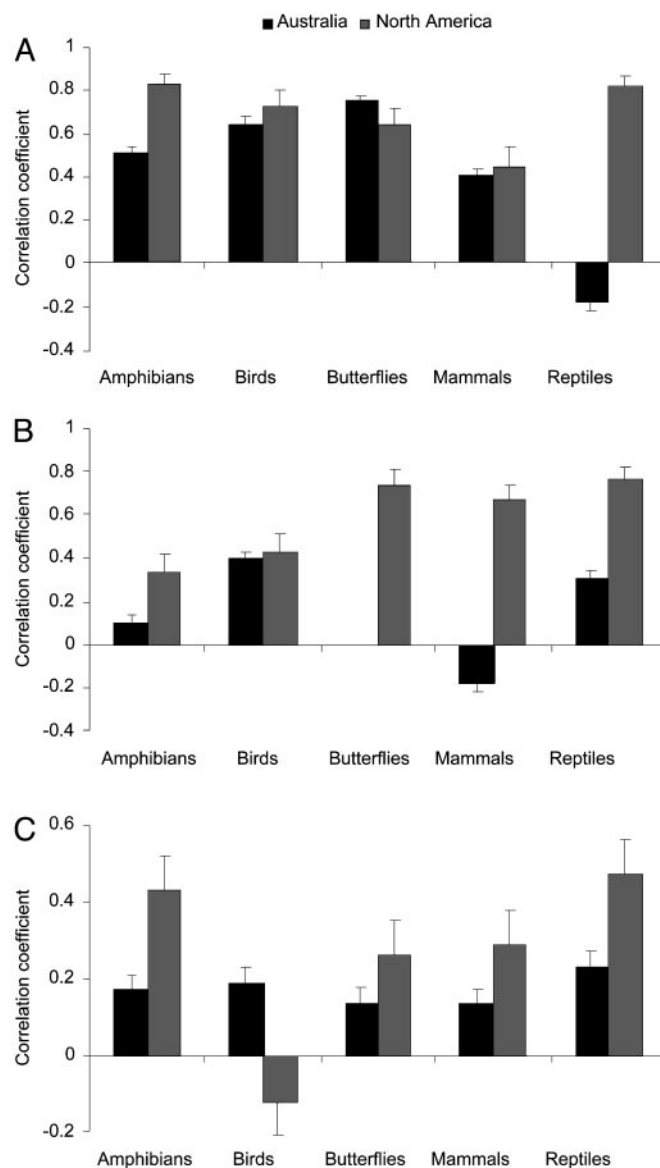 Australia North America
A
Correlation coefficient
1
0.8
0.6
0.4
0.2
0
-0.2
-0.4
Amphibians Birds Butterflies Mammals Reptiles
B
Correlation coefficient
1
0.8
0.6
0.4
0.2
0
-0.2
-0.4
Amphibians Birds Butterflies Mammals Reptiles
C
Correlation coefficient
0.6
0.4
0.2
0
-0.2
Amphibians Birds Butterflies Mammals Reptiles